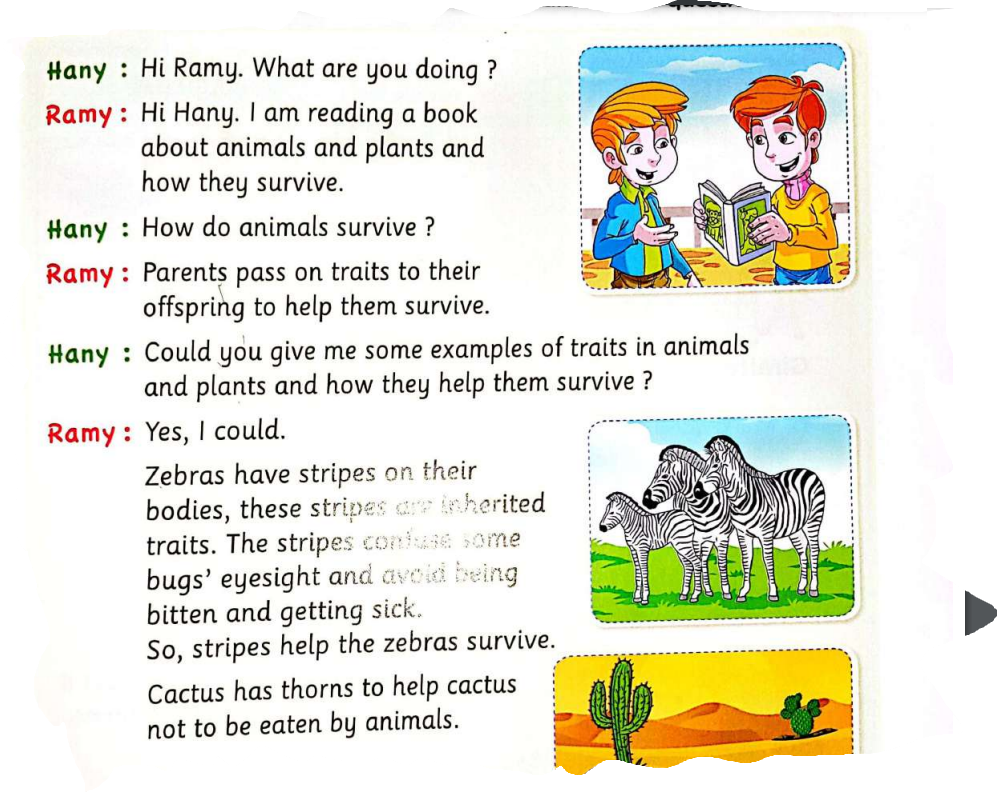 Hany : Hi Ramy. What are you doing ?
Ramy : Hi Hany. I am reading a book
about animals and plants and
how they survive.
Hany : How do animals survive ?
Ramy : Parents pass on traits to their
offspring to help them survive.
Hany : Could you give me some examples of traits in animals
and plants and how they help them survive ?
Ramy : Yes, I could.
Zebras have stripes on their
bodies, these stripes are inherited
traits. The stripes confuse some
bugs' eyesight and avoid being
bitten and getting sick.
So, stripes help the zebras survive.
Cactus has thorns to help cactus
not to be eaten by animals.